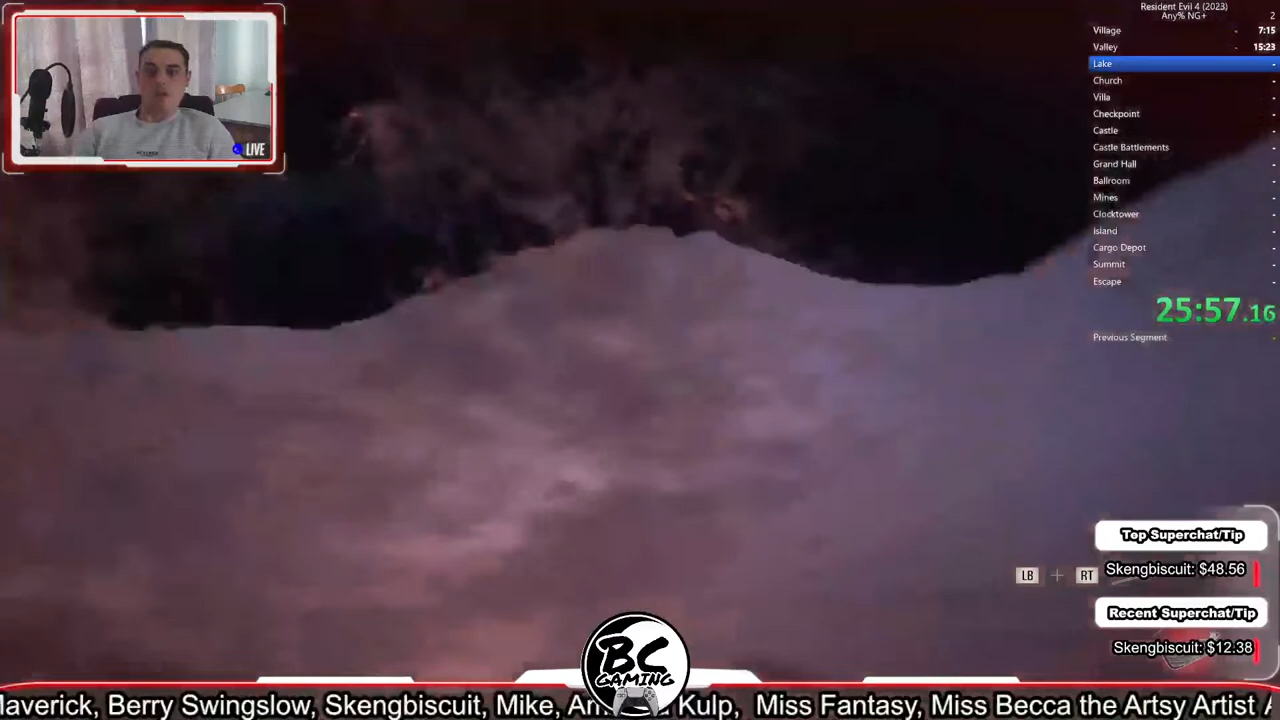 Resident Evil 4 (2023)
Any% NG+ 2
Village - 7:15
Valley - 15:23
Lake -
Church -
Villa -
Checkpoint -
Castle -
Castle Battlements -
Grand Hall -
Ballroom -
Mines -
Clocktower -
Island -
Cargo Depot -
Summit -
Escape -
25:57.16
Previous Segment -
LIVE
Top Superchat/Tip
LB + RT
Skengbiscuit: $48.56
Recent Superchat/Tip
Skengbiscuit: $12.38
BC
GAMING
Maverick, Berry Swingslow, Skengbiscuit, Mike, Kulp, Miss Fantasy, Miss Becca the Artsy Artist